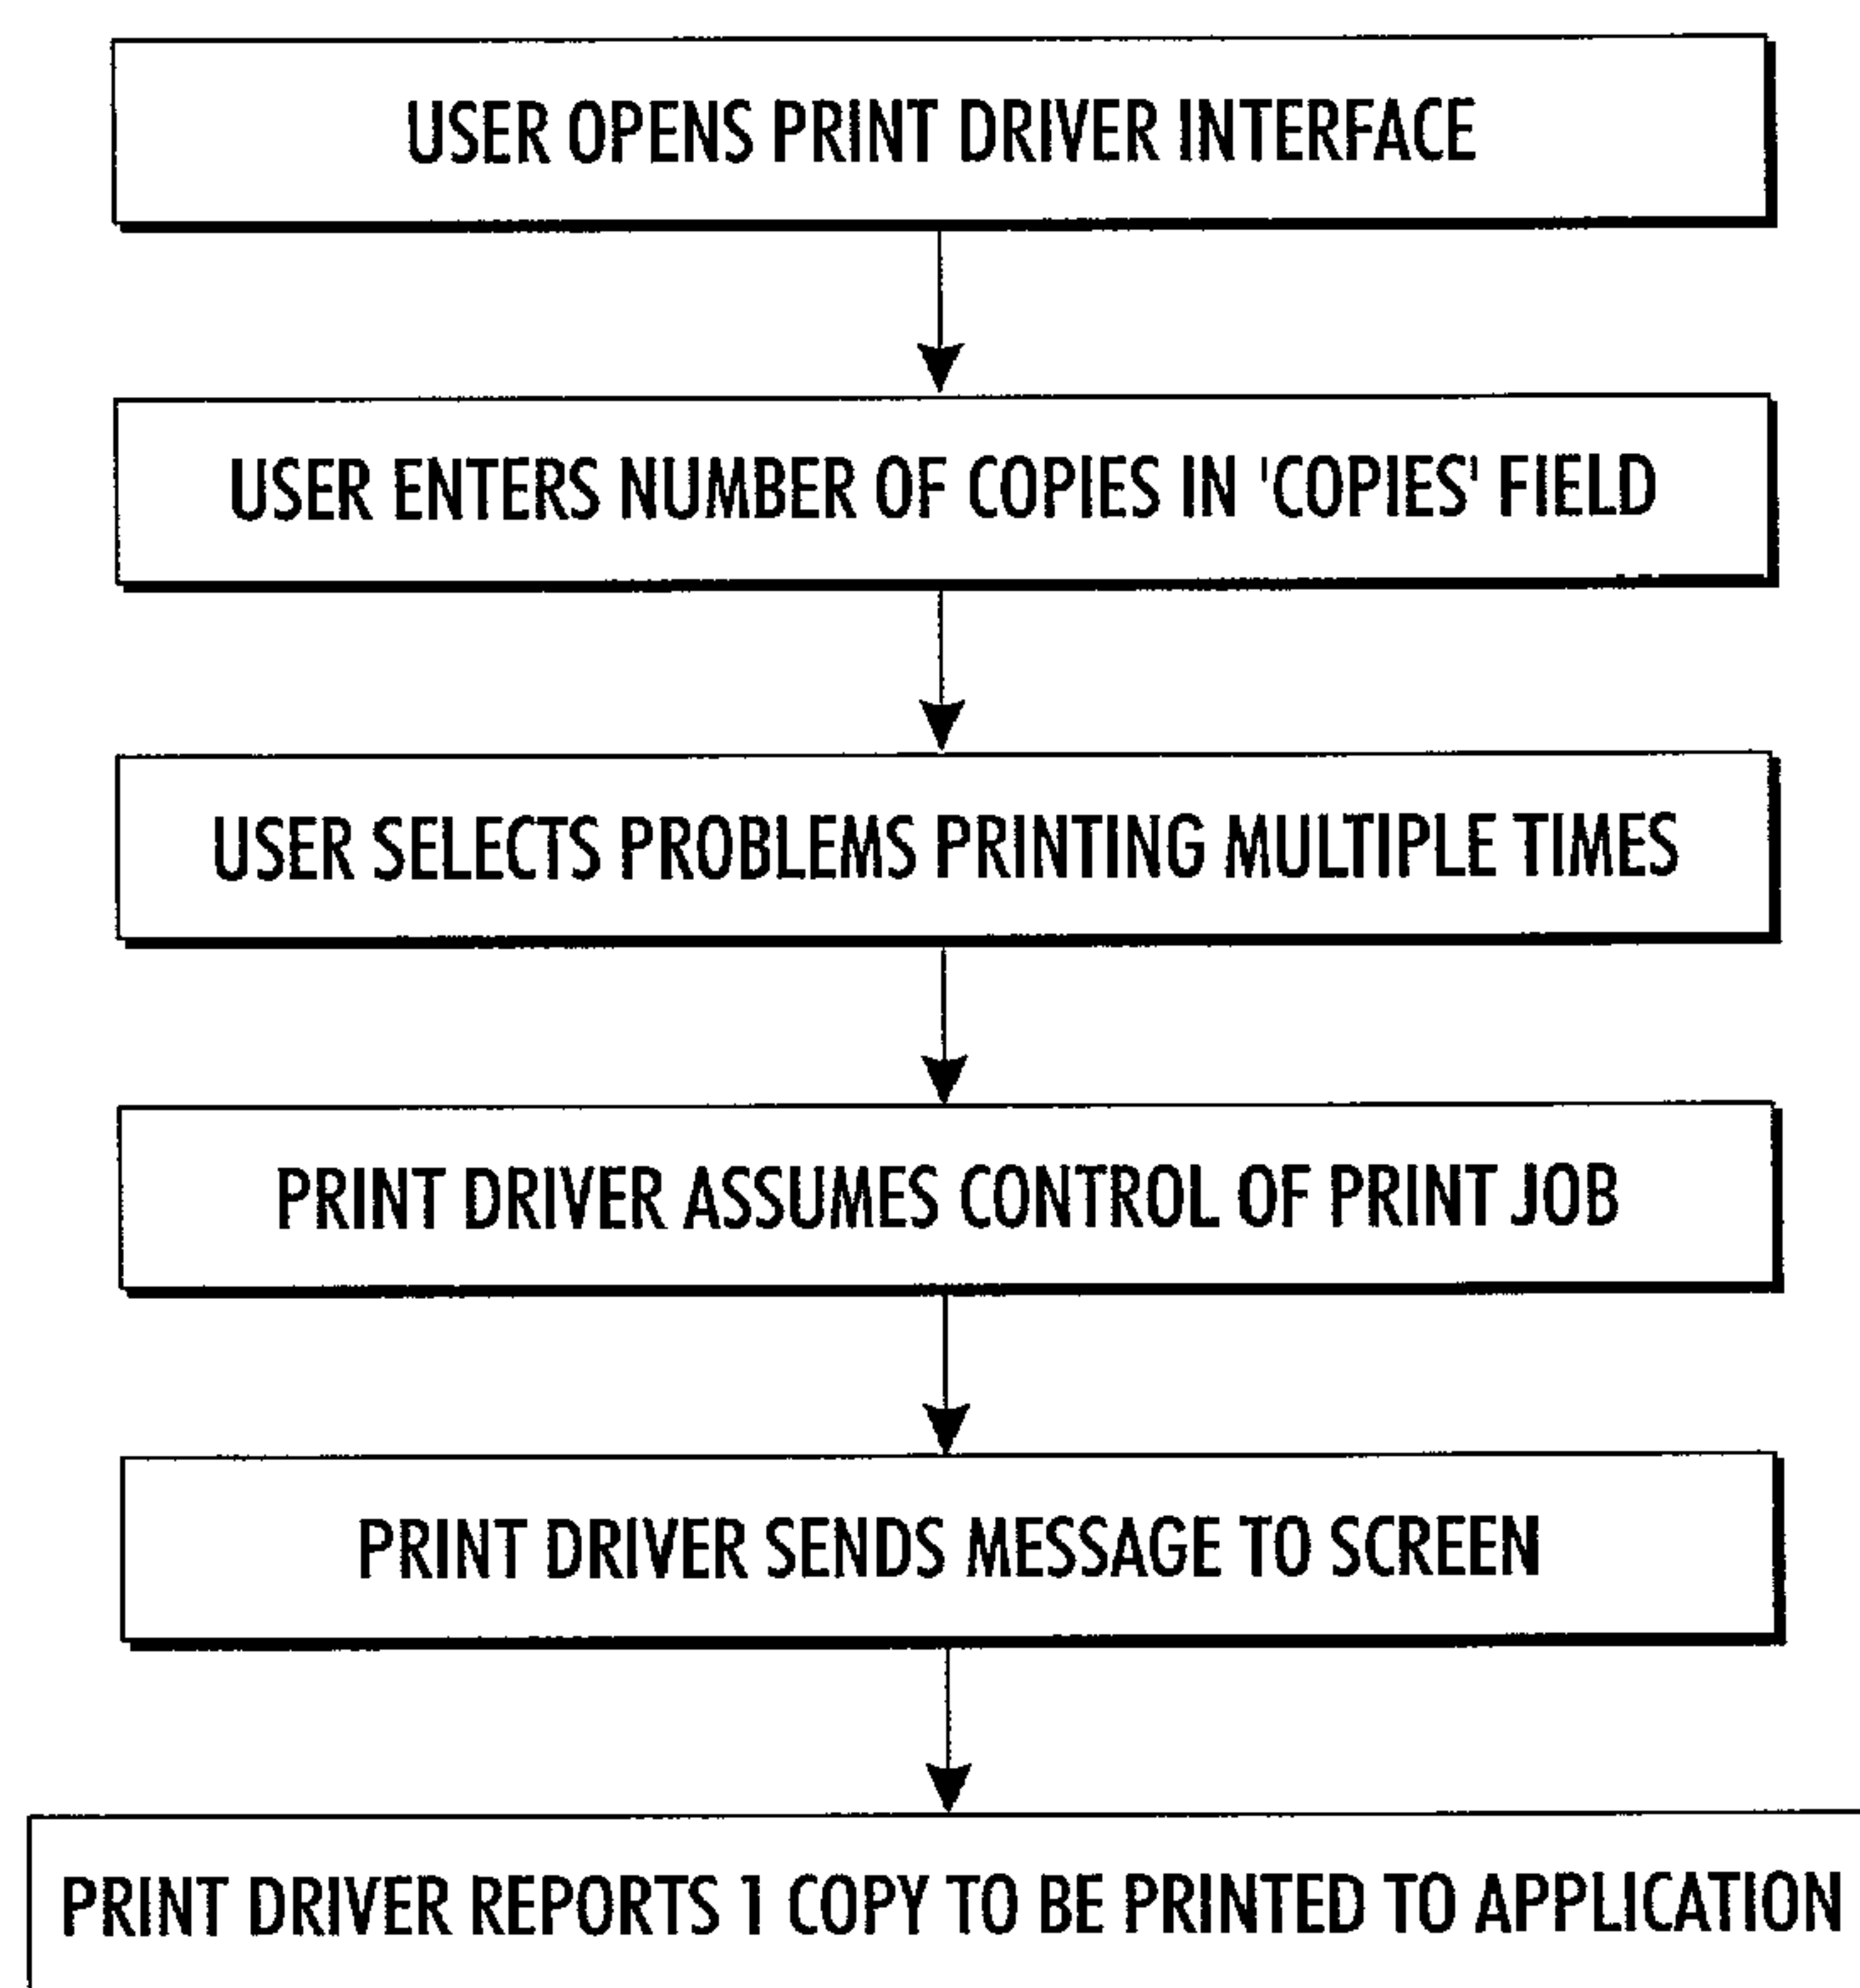 USER OPENS PRINT DRIVER INTERFACE
USER ENTERS NUMBER OF COPIES IN 'COPIES' FIELD
USER SELECTS PROBLEMS PRINTING MULTIPLE TIMES
PRINT DRIVER ASSUMES CONTROL OF PRINT JOB
PRINT DRIVER SENDS MESSAGE TO SCREEN
PRINT DRIVER REPORTS 1 COPY TO BE PRINTED TO APPLICATION